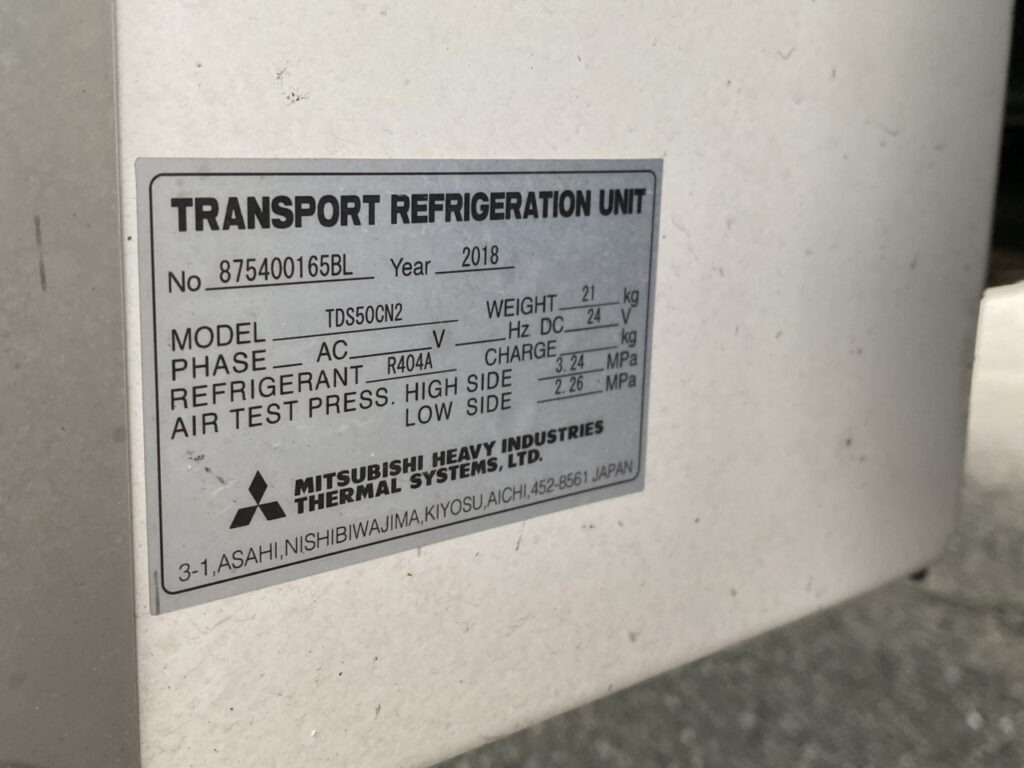 TRANSPORT REFRIGERATION UNIT
No 875400165BL Year 2018
MODEL TDS50CN2 WEIGHT 21 kg
PHASE AC V Hz DC 24 V
REFRIGERANT R404A CHARGE kg
AIR TEST PRESS. HIGH SIDE 3.24 MPa
LOW SIDE 2.26 MPa
MITSUBISHI HEAVY INDUSTRIES
THERMAL SYSTEMS, LTD.
3-1,ASAHI,NISHIBIWAJIMA,KIYOSU,AICHI,452-8561 JAPAN